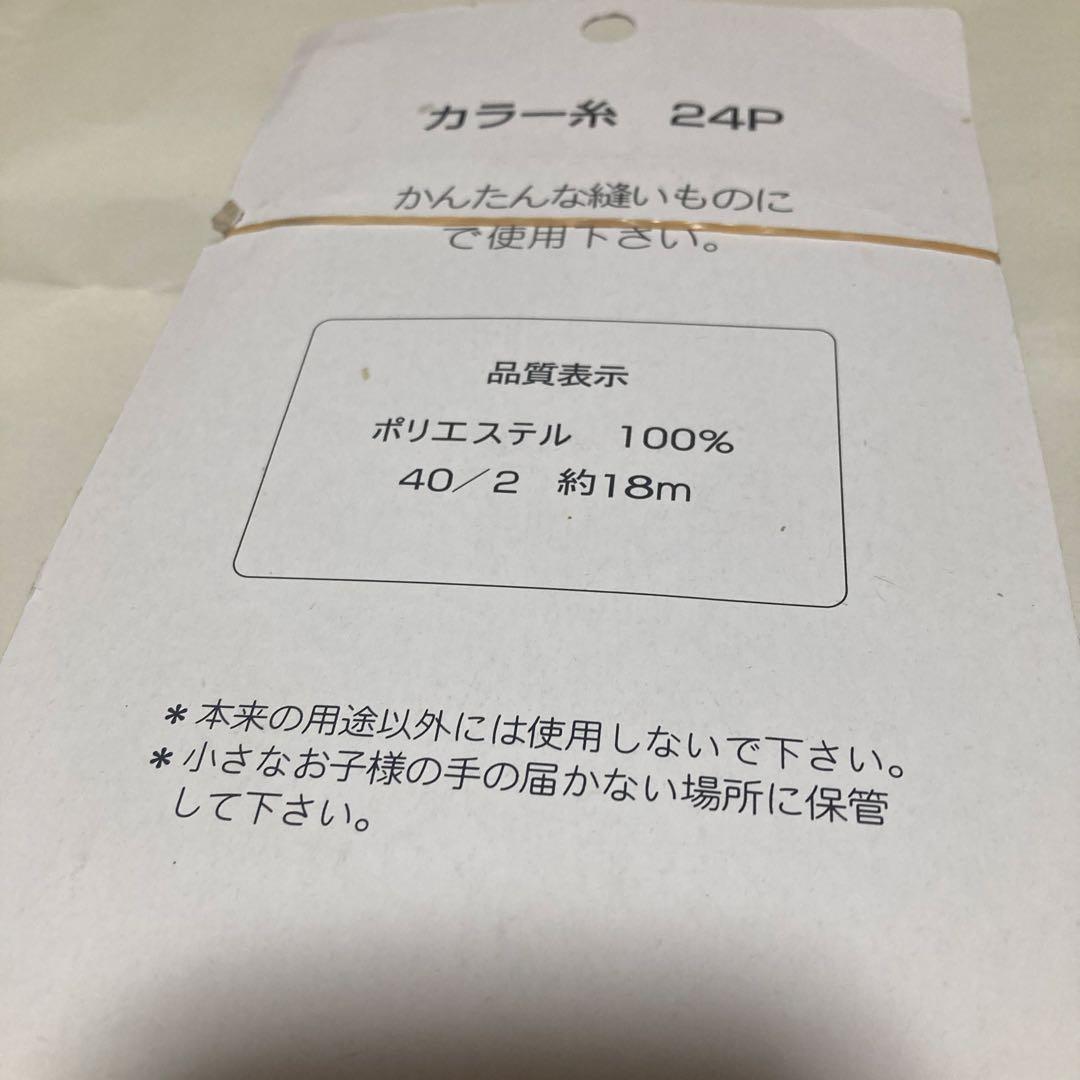 カラー糸　24P
かんたんな縫いものに
で使用下さい。
品質表示
ポリエステル　100%
40／2　約18m
＊本来の用途以外には使用しないで下さい。
＊小さなお子様の手の届かない場所に保管
して下さい。